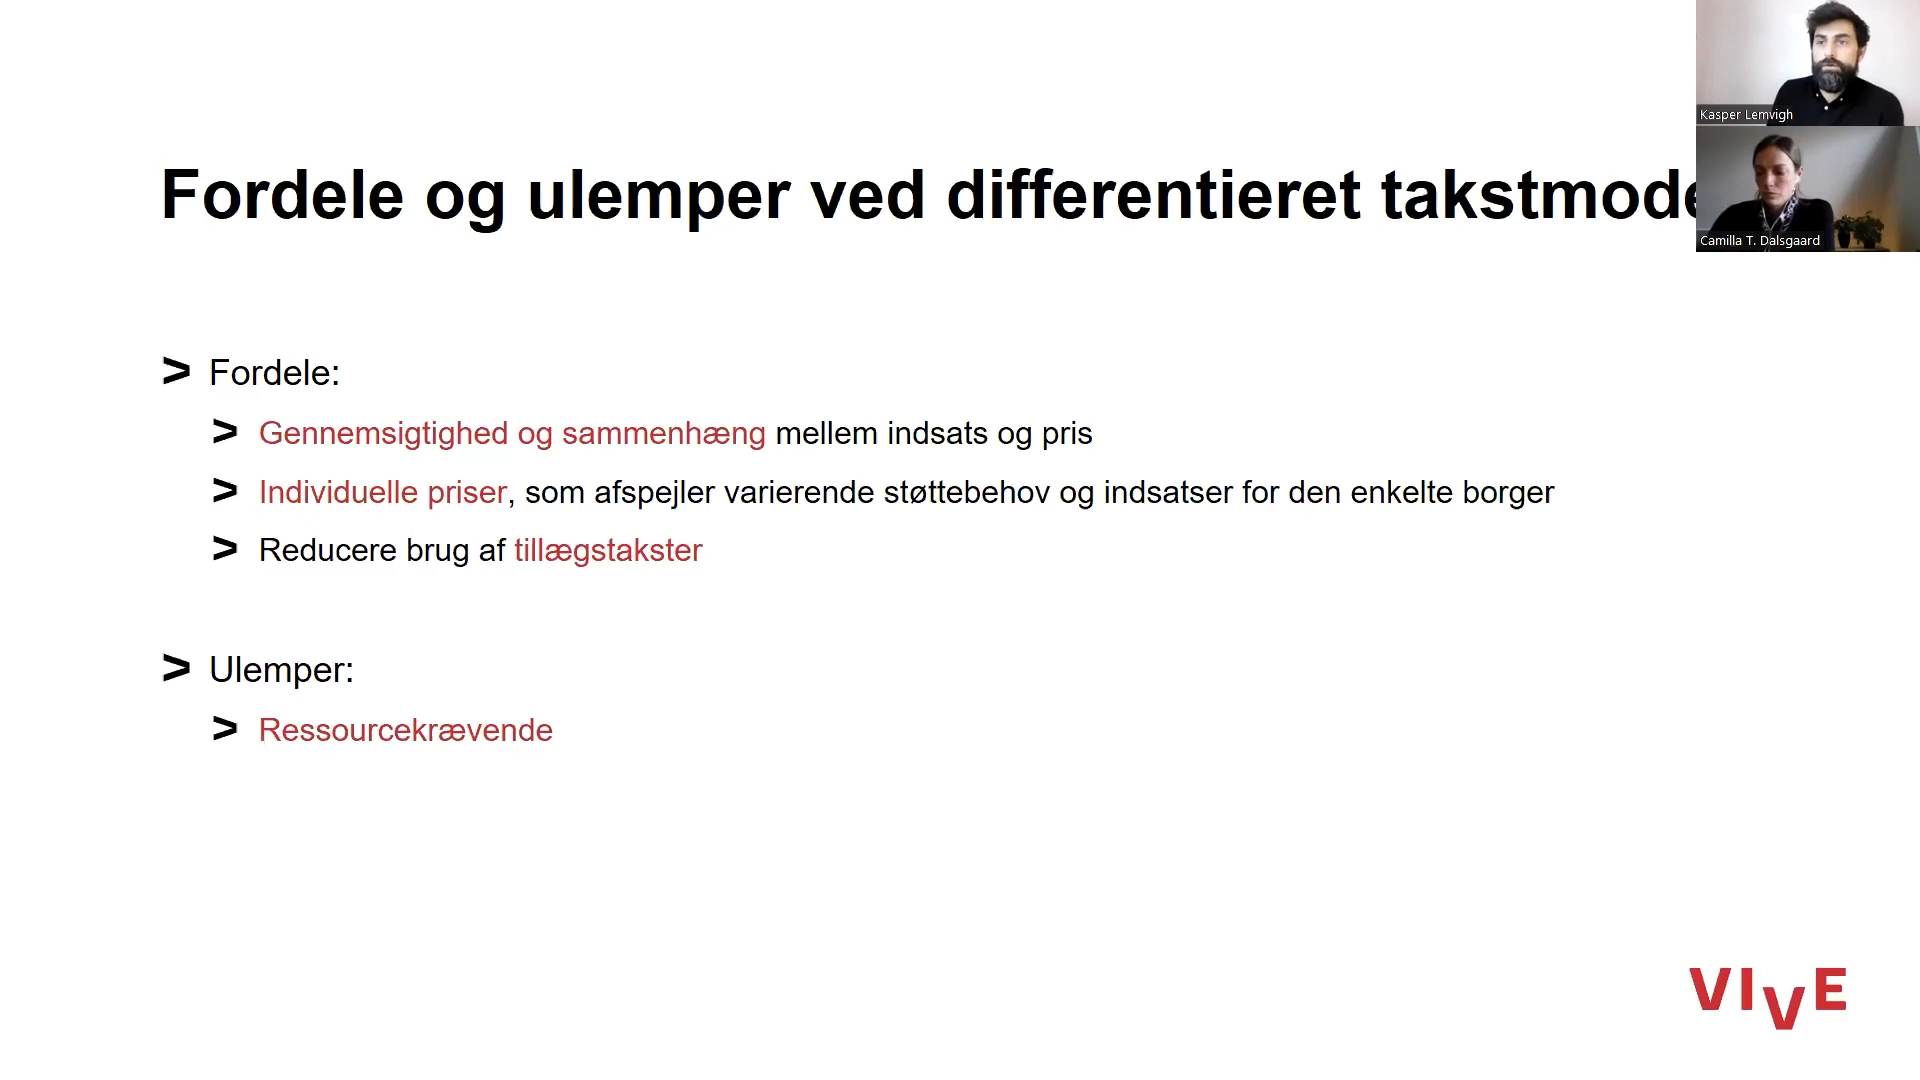 Fordele og ulemper ved differentieret takstmode
Kasper Lemvigh
Camilla T. Dalsgaard
> Fordele:
> Gennemsigtighed og sammenhæng mellem indsats og pris
> Individuelle priser, som afspejler varierende støttebehov og indsatser for den enkelte borger
> Reducere brug af tillægstakster
> Ulemper:
> Ressourcekrævende
VIVE